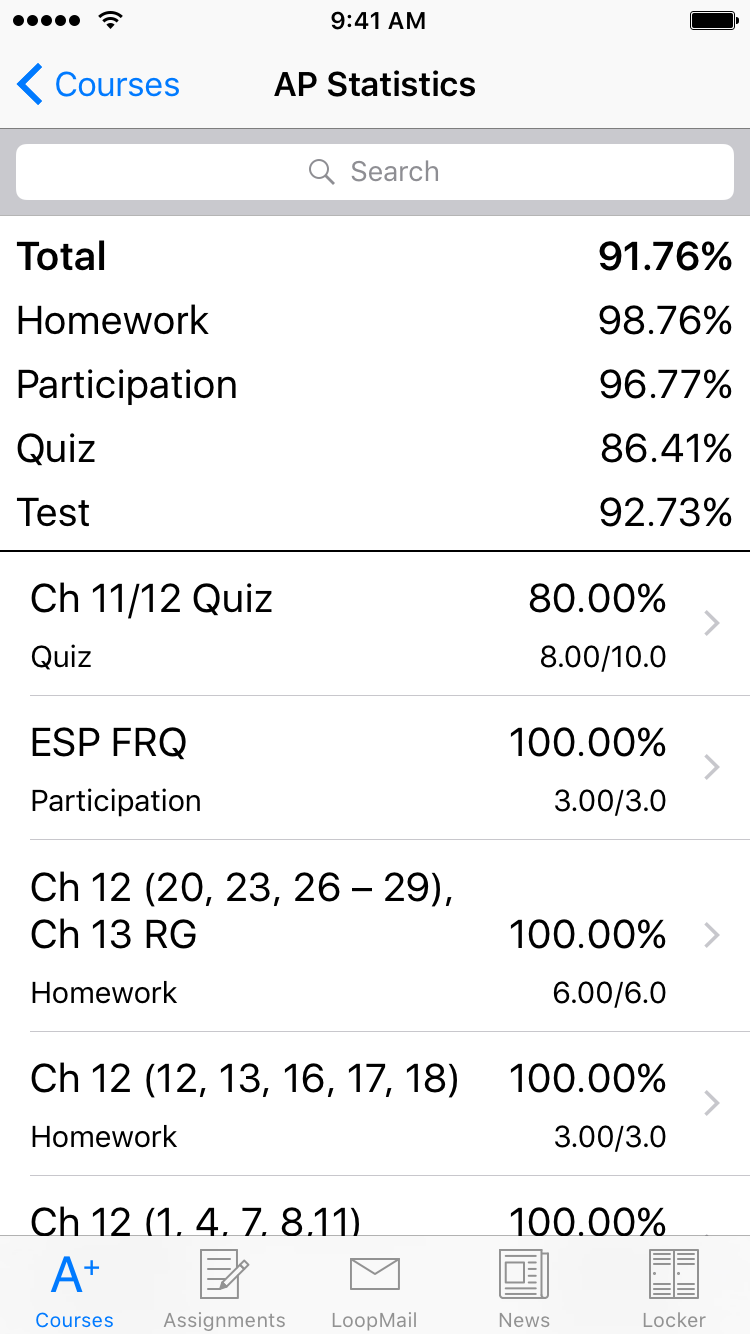 9:41 AM
Courses
AP Statistics
Search
Total 91.76%
Homework 98.76%
Participation 96.77%
Quiz 86.41%
Test 92.73%
Ch 11/12 Quiz 80.00%
Quiz 8.00/10.0
ESP FRQ 100.00%
Participation 3.00/3.0
Ch 12 (20, 23, 26 – 29),
Ch 13 RG 100.00%
Homework 6.00/6.0
Ch 12 (12, 13, 16, 17, 18) 100.00%
Homework 3.00/3.0
Ch 12 (1, 4, 7, 8,11) 100.00%
A+
Courses Assignments LoopMail News Locker